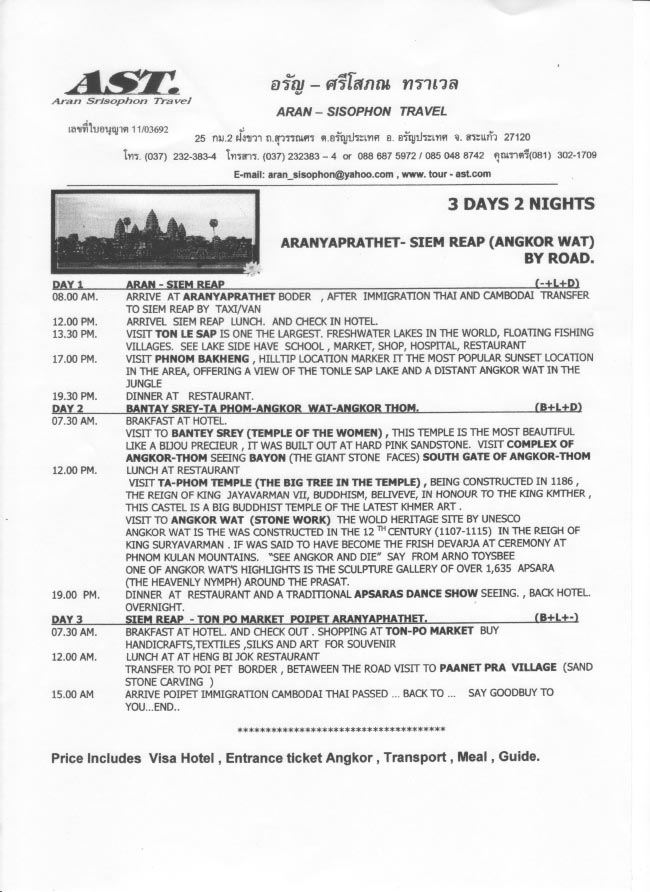 AST.
Aran Srisophon Travel
อรัญ – ศรีโสภณ ทราเวล
ARAN – SISOPHON TRAVEL
เลขที่ใบอนุญาต 11/03692
25 กม.2 ฝั่งขวา ถ.สุวรรณศร ต.อรัญประเทศ อ. อรัญประเทศ จ. สระแก้ว 27120
โทร. (037) 232-383-4 โทรสาร. (037) 232383 – 4 or 088 687 5972 / 085 048 8742 คุณราตรี(081) 302-1709
E-mail: aran_sisophon@yahoo.com , www. tour - ast.com
3 DAYS 2 NIGHTS
ARANYAPRATHET- SIEM REAP (ANGKOR WAT)
BY ROAD.
DAY 1 ARAN - SIEM REAP (-+L+D)
08.00 AM. ARRIVE AT ARANYAPRATHET BODER , AFTER IMMIGRATION THAI AND CAMBODAI TRANSFER
TO SIEM REAP BY TAXI/VAN
12.00 PM. ARRIVEL SIEM REAP LUNCH. AND CHECK IN HOTEL.
13.30 PM. VISIT TON LE SAP IS ONE THE LARGEST. FRESHWATER LAKES IN THE WORLD, FLOATING FISHING
VILLAGES. SEE LAKE SIDE HAVE SCHOOL , MARKET, SHOP, HOSPITAL, RESTAURANT
17.00 PM. VISIT PHNOM BAKHENG , HILLTIP LOCATION MARKER IT THE MOST POPULAR SUNSET LOCATION
IN THE AREA, OFFERING A VIEW OF THE TONLE SAP LAKE AND A DISTANT ANGKOR WAT IN THE
JUNGLE
19.30 PM. DINNER AT RESTAURANT.
DAY 2 BANTAY SREY-TA PHOM-ANGKOR WAT-ANGKOR THOM. (B+L+D)
07.30 AM. BRAKFAST AT HOTEL.
VISIT TO BANTEY SREY (TEMPLE OF THE WOMEN) , THIS TEMPLE IS THE MOST BEAUTIFUL
LIKE A BIJOU PRECIEUR , IT WAS BUILT OUT AT HARD PINK SANDSTONE. VISIT COMPLEX OF
ANGKOR-THOM SEEING BAYON (THE GIANT STONE FACES) SOUTH GATE OF ANGKOR-THOM
12.00 PM. LUNCH AT RESTAURANT
VISIT TA-PHOM TEMPLE (THE BIG TREE IN THE TEMPLE) , BEING CONSTRUCTED IN 1186 ,
THE REIGN OF KING JAYAVARMAN VII, BUDDHISM, BELIVEVE, IN HONOUR TO THE KING KMTHER ,
THIS CASTEL IS A BIG BUDDHIST TEMPLE OF THE LATEST KHMER ART .
VISIT TO ANGKOR WAT (STONE WORK) THE WOLD HERITAGE SITE BY UNESCO
ANGKOR WAT IS THE WAS CONSTRUCTED IN THE 12 TH CENTURY (1107-1115) IN THE REIGH OF
KING SURYAVARMAN . IF WAS SAID TO HAVE BECOME THE FRISH DEVARJA AT CEREMONY AT
PHNOM KULAN MOUNTAINS. "SEE ANGKOR AND DIE" SAY FROM ARNO TOYSBEE
ONE OF ANGKOR WAT'S HIGHLIGHTS IS THE SCULPTURE GALLERY OF OVER 1,635 APSARA
(THE HEAVENLY NYMPH) AROUND THE PRASAT.
19.00 PM. DINNER AT RESTAURANT AND A TRADITIONAL APSARAS DANCE SHOW SEEING. , BACK HOTEL.
OVERNIGHT.
DAY 3 SIEM REAP - TON PO MARKET POIPET ARANYAPHATHET. (B+L+-)
07.30 AM. BRAKFAST AT HOTEL. AND CHECK OUT . SHOPPING AT TON-PO MARKET BUY
HANDICRAFTS,TEXTILES ,SILKS AND ART FOR SOUVENIR
12.00 AM. LUNCH AT AT HENG BI JOK RESTAURANT
TRANSFER TO POI PET BORDER , BETAWEEN THE ROAD VISIT TO PAANET PRA VILLAGE (SAND
STONE CARVING )
15.00 AM ARRIVE POIPET IMMIGRATION CAMBODAI THAI PASSED ... BACK TO ... SAY GOODBUY TO
YOU...END..
*************************************
Price Includes Visa Hotel , Entrance ticket Angkor , Transport , Meal , Guide.